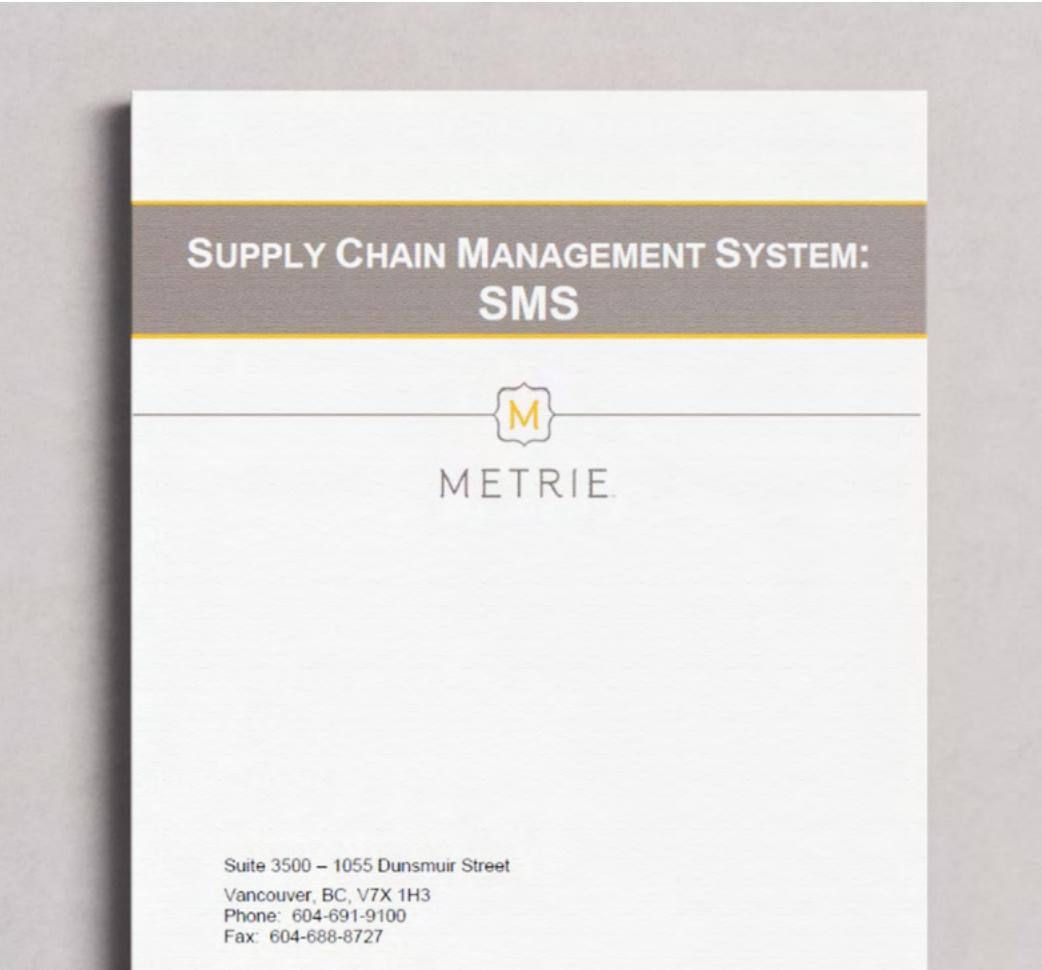 SUPPLY CHAIN MANAGEMENT SYSTEM:
SMS
M
METRIE
Suite 3500 – 1055 Dunsmuir Street
Vancouver, BC, V7X 1H3
Phone: 604-691-9100
Fax: 604-688-8727